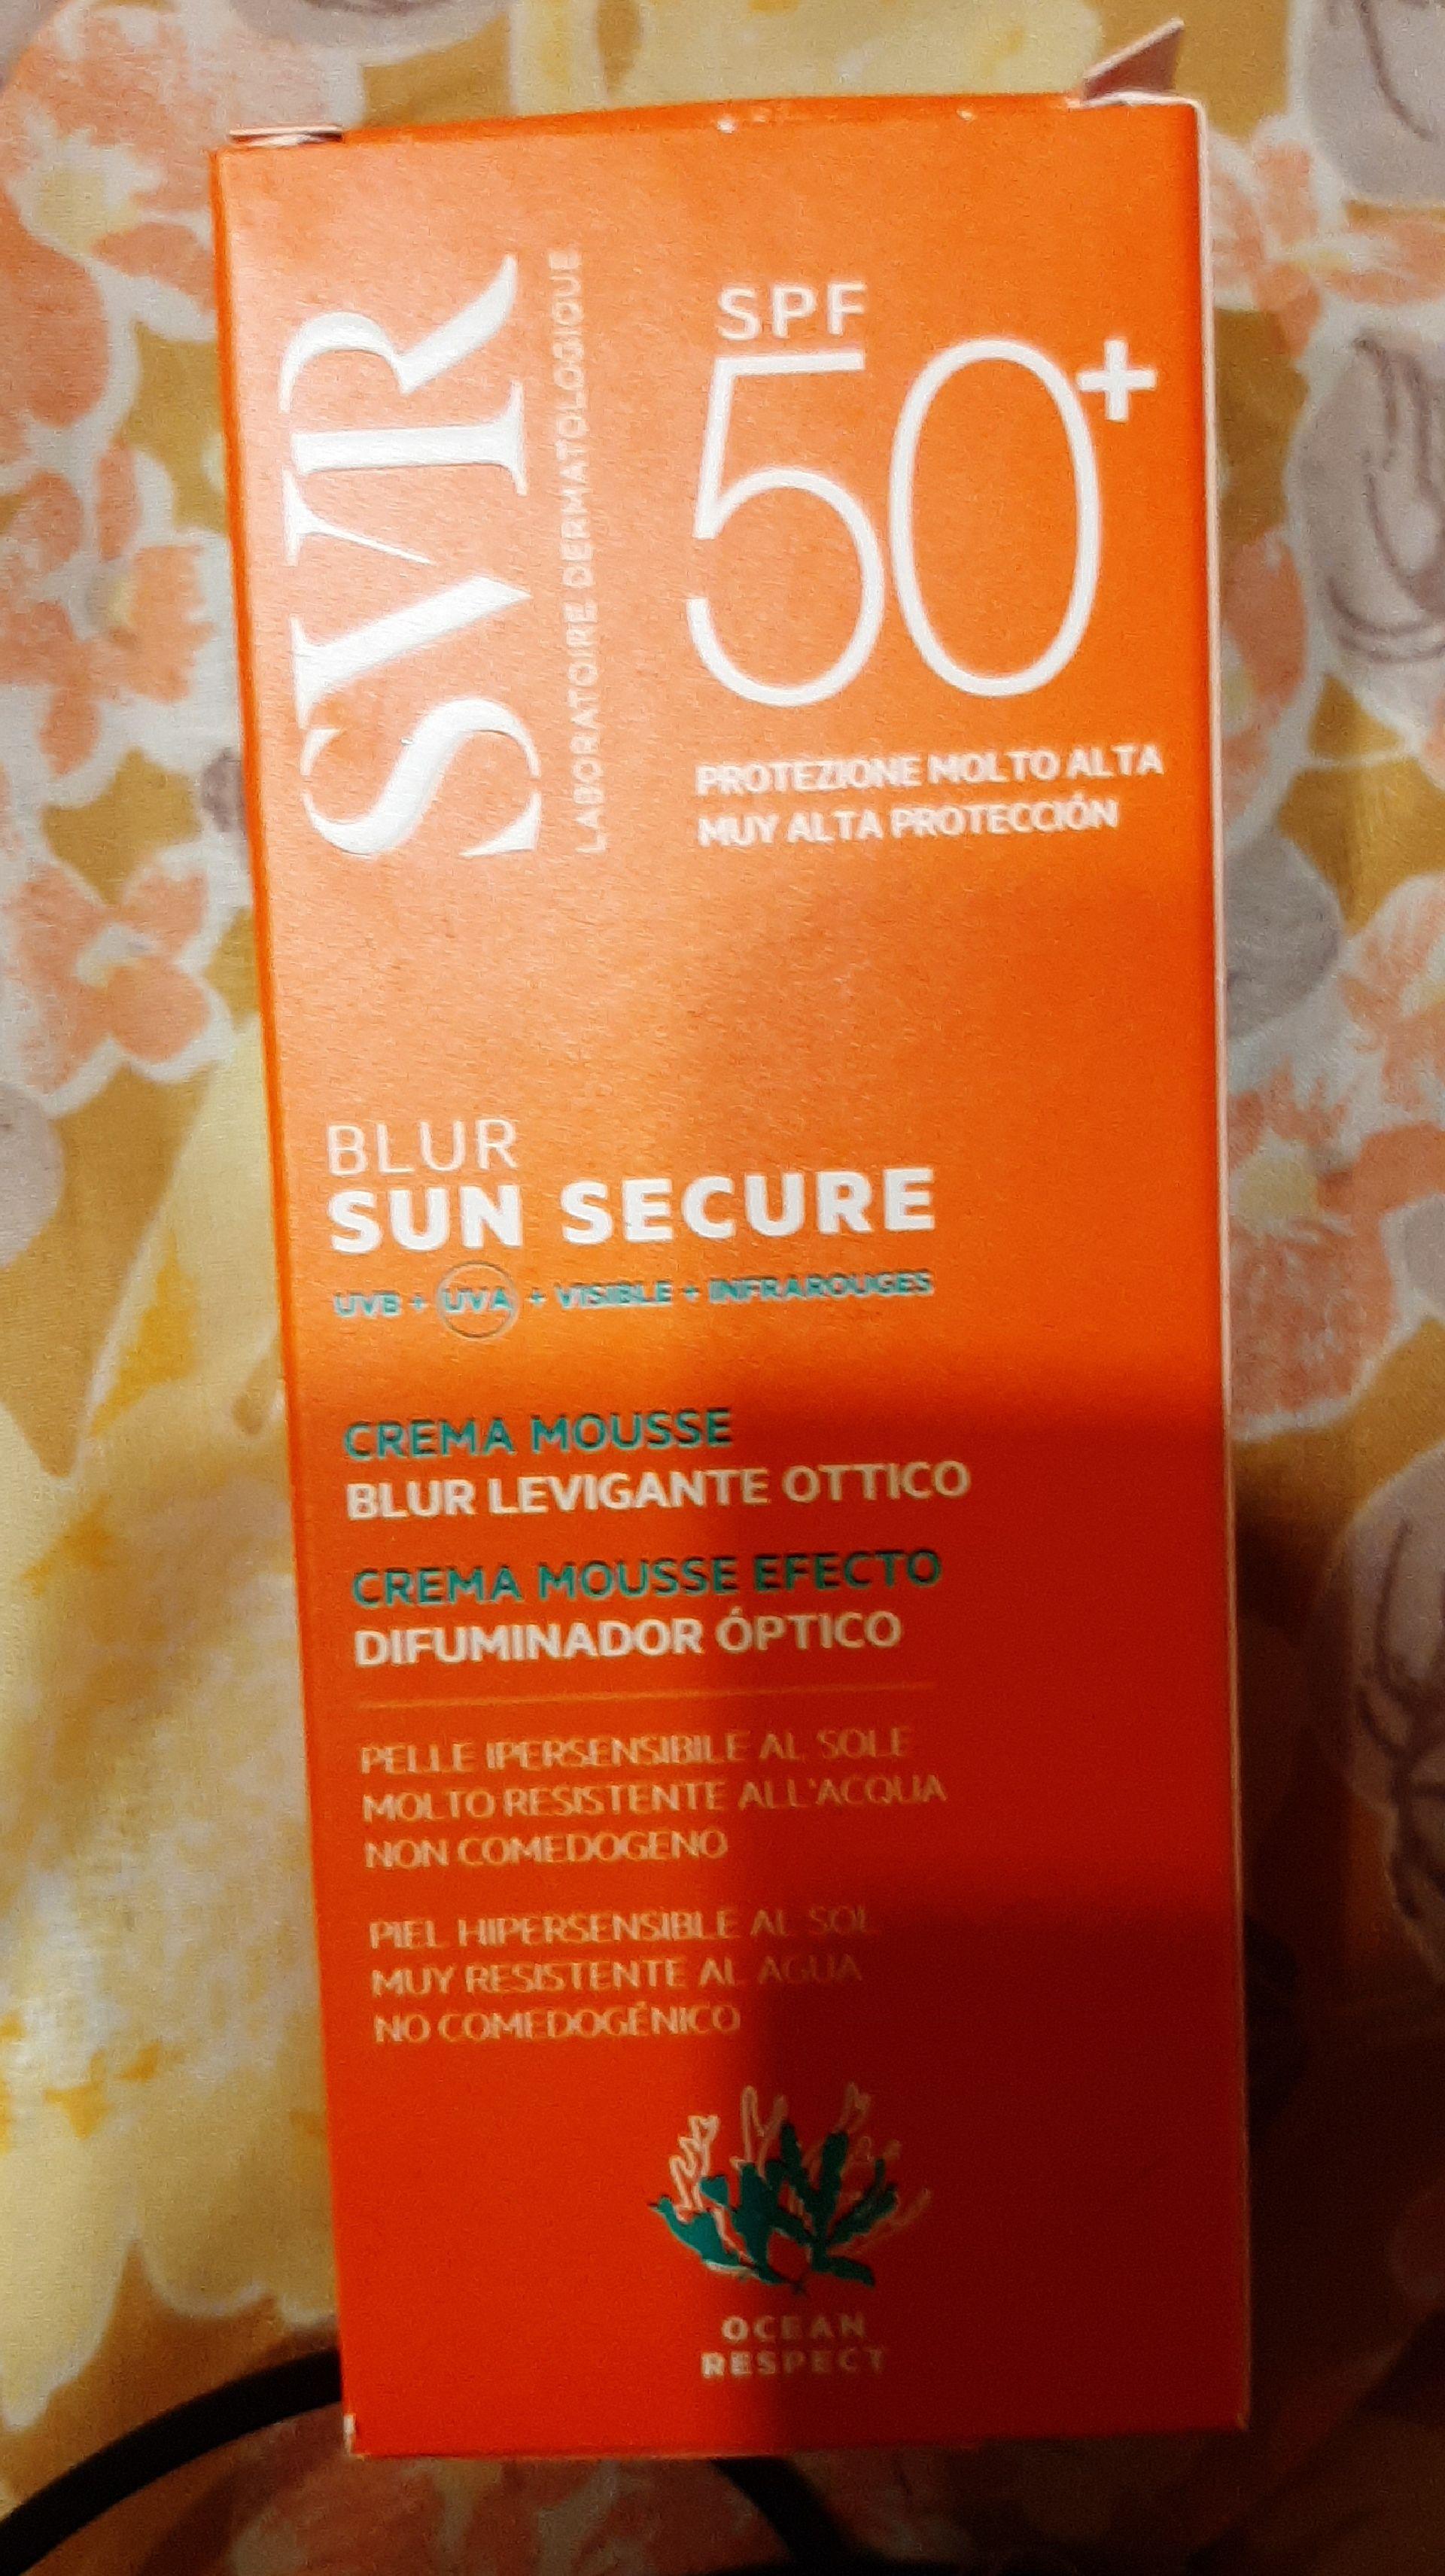 SVR
LABORATOIRE DERMATOLOGIQUE
SPF
50+
PROTEZIONE MOLTO ALTA
MUY ALTA PROTECCIÓN
BLUR
SUN SECURE
UVB + UVA + VISIBLE + INFRAROUGES
CREMA MOUSSE
BLUR LEVIGANTE OTTICO
CREMA MOUSSE EFECTO
DIFUMINADOR ÓPTICO
PELLE IPERSENSIBILE AL SOLE
MOLTO RESISTENTE ALL'ACQUA
NON COMEDOGENO
PIEL HIPERSENSIBLE AL SOL
MUY RESISTENTE AL AGUA
NO COMEDOGÉNICO
OCEAN
RESPECT